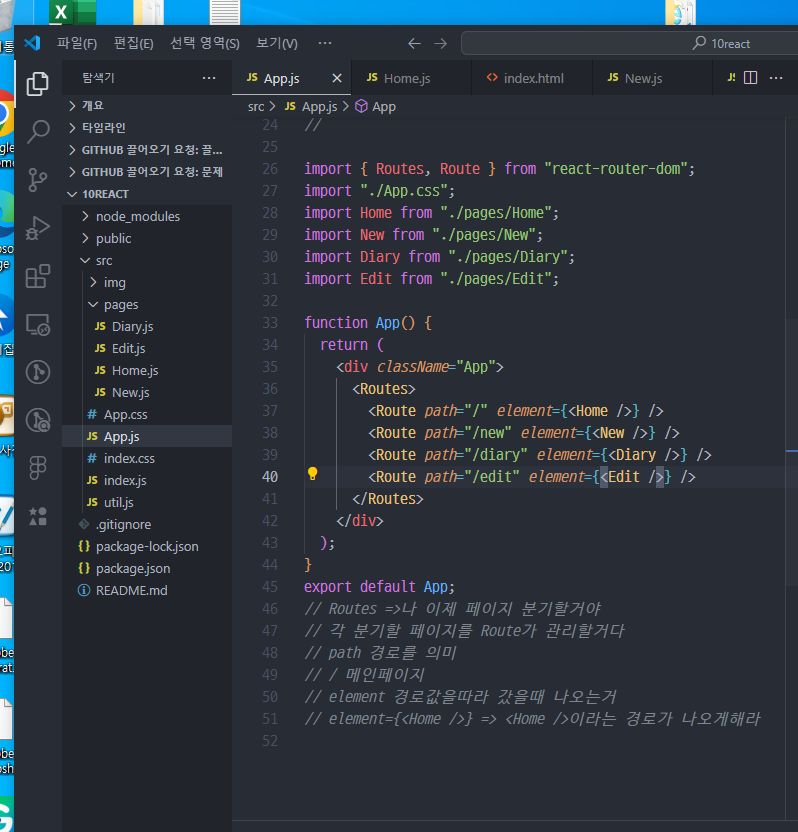 파일(F) 편집(E) 선택 영역(S) 보기(V) ··· 10react
탐색기 ···
개요
타임라인
GITHUB 끌어오기 요청: 끌...
GITHUB 끌어오기 요청: 문제
10REACT
node_modules
public
src
img
pages
JS Diary.js
JS Edit.js
JS Home.js
JS New.js
# App.css
JS App.js
# index.css
JS index.js
JS util.js
.gitignore
{} package-lock.json
{} package.json
README.md
JS App.js JS Home.js <> index.html JS New.js ···
src > JS App.js > App
24 //
25
26 import { Routes, Route } from "react-router-dom";
27 import "./App.css";
28 import Home from "./pages/Home";
29 import New from "./pages/New";
30 import Diary from "./pages/Diary";
31 import Edit from "./pages/Edit";
32
33 function App() {
34 return (
35 <div className="App">
36 <Routes>
37 <Route path="/" element={<Home />} />
38 <Route path="/new" element={<New />} />
39 <Route path="/diary" element={<Diary />} />
40 <Route path="/edit" element={<Edit />} />
41 </Routes>
42 </div>
43 );
44 }
45 export default App;
46 // Routes =>나 이제 페이지 분기할거야
47 // 각 분기할 페이지를 Route가 관리할거다
48 // path 경로를 의미
49 // / 메인페이지
50 // element 경로값을따라 갔을때 나오는거
51 // element={<Home />} => <Home />이라는 경로가 나오게해라
52